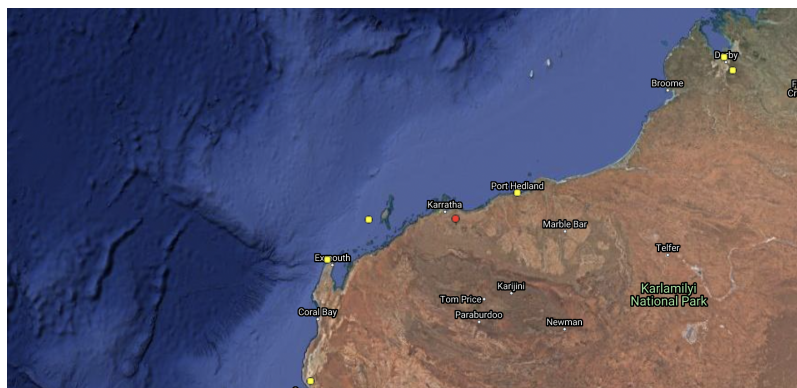 Derby
Broome
Port Hedland
Karratha
Marble Bar
Telfer
Exmouth
Karijini
Karlamilyi
National Park
Tom Price
Coral Bay
Paraburdoo
Newman